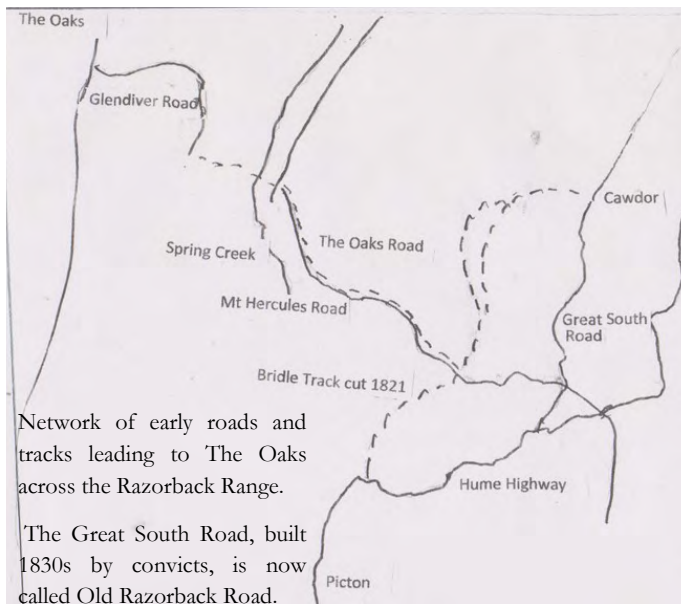 The Oaks
Glendiver Road
Cawdor
The Oaks Road
Spring Creek
Mt Hercules Road
Great South
Road
Bridle Track cut 1821
Network of early roads and
tracks leading to The Oaks
across the Razorback Range.
Hume Highway
The Great South Road, built
1830s by convicts, is now
called Old Razorback Road.
Picton